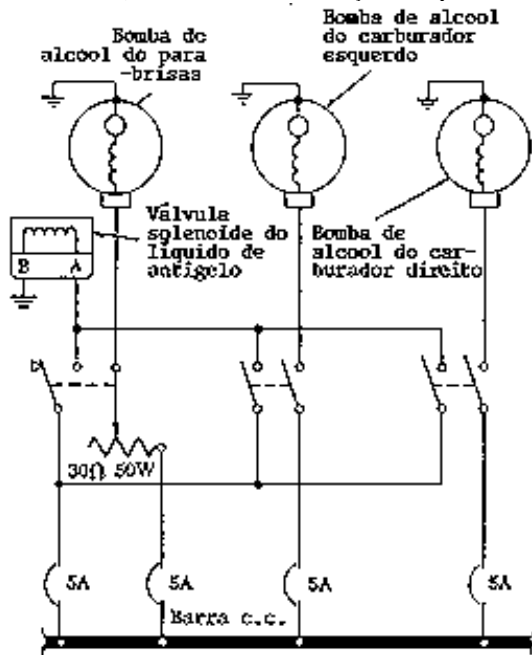 Bomba de alcool
do carburador
esquerdo
Bomba de
alcool do para
-brisas
Válvula
solenoide do
líquido de
antigelo
Bomba de
alcool do car-
burador direito
B A
30Ω 50W
5A
5A
5A
5A
Barra c.c.